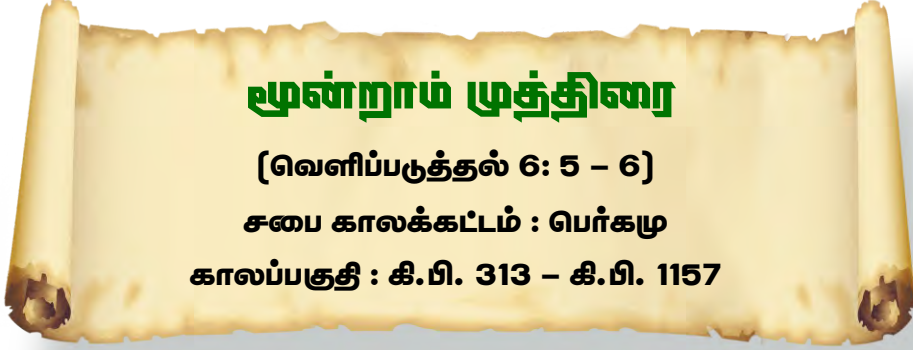 மூன்றாம் முத்திரை
(வெளிப்படுத்தல் 6: 5 – 6)
சபை காலக்கட்டம் : பெர்கமு
காலப்பகுதி : கி.பி. 313 – கி.பி. 1157